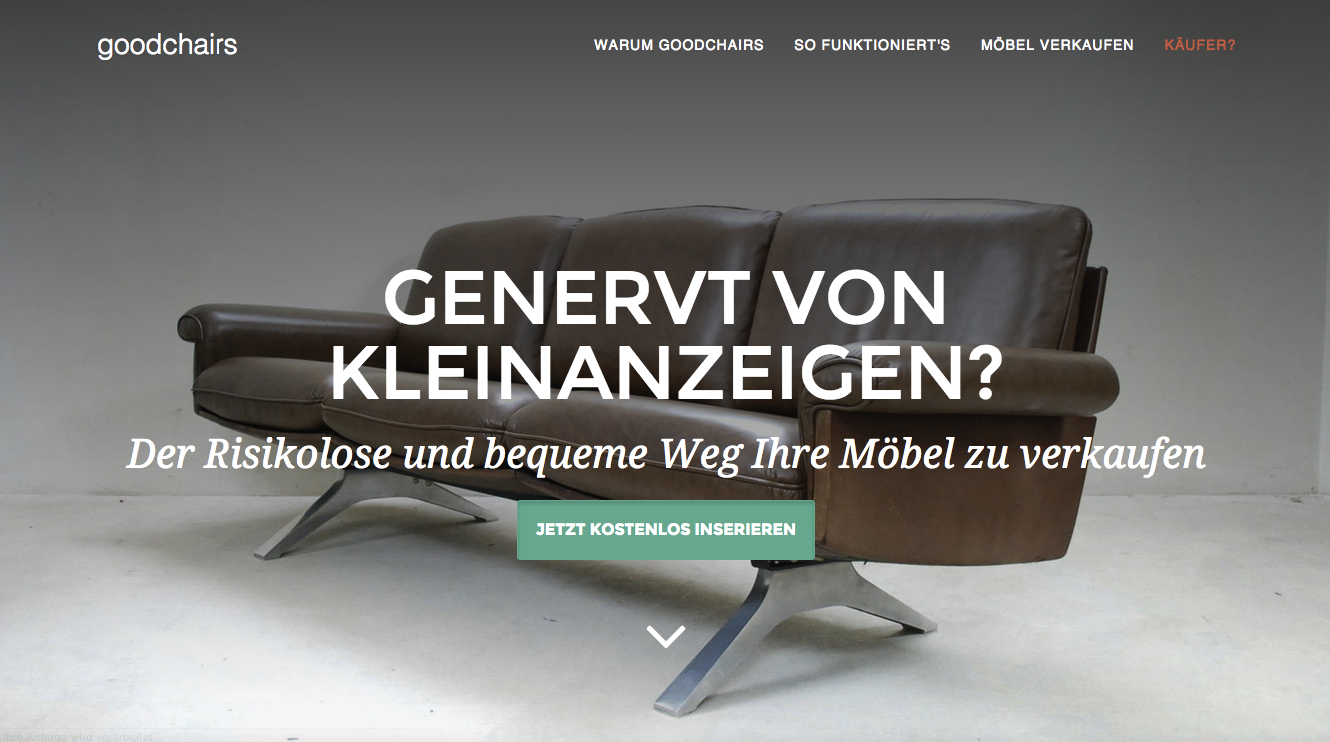 goodchairs
WARUM GOODCHAIRS SO FUNKTIONIERT'S MÖBEL VERKAUFEN KÄUFER?
GENERVT VON
KLEINANZEIGEN?
Der Risikolose und bequeme Weg Ihre Möbel zu verkaufen
JETZT KOSTENLOS INSERIEREN
Ihre Anfrage wird verarbeitet...